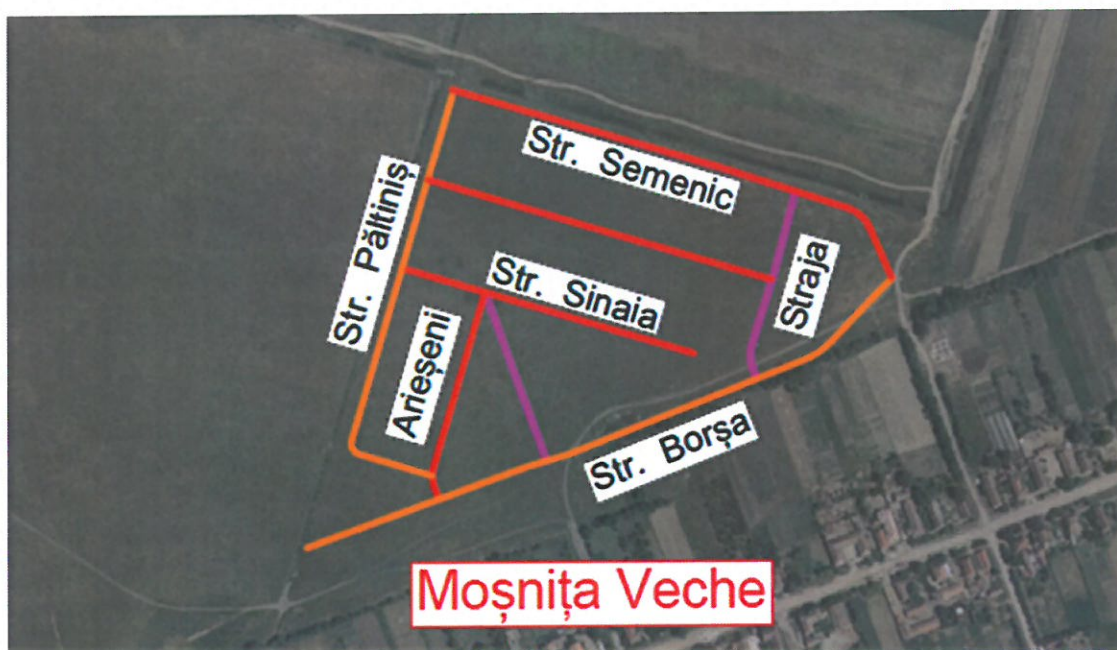 Str. Semenic
Str. Păltiniș
Straja
Str. Sinaia
Arieșeni
Str. Borșa
Moșnița Veche